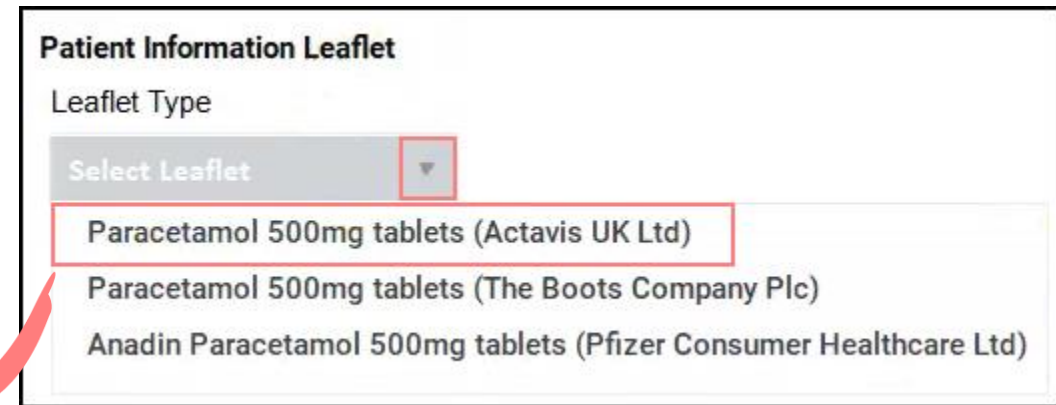 Patient Information Leaflet
Leaflet Type
Select Leaflet
Paracetamol 500mg tablets (Actavis UK Ltd)
Paracetamol 500mg tablets (The Boots Company Plc)
Anadin Paracetamol 500mg tablets (Pfizer Consumer Healthcare Ltd)